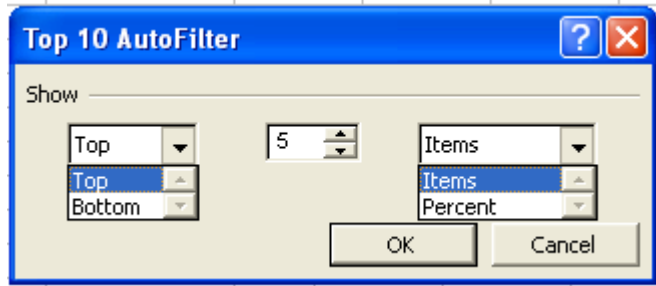 Top 10 AutoFilter
Show
Top 5 Items
Top Items
Bottom Percent
OK Cancel